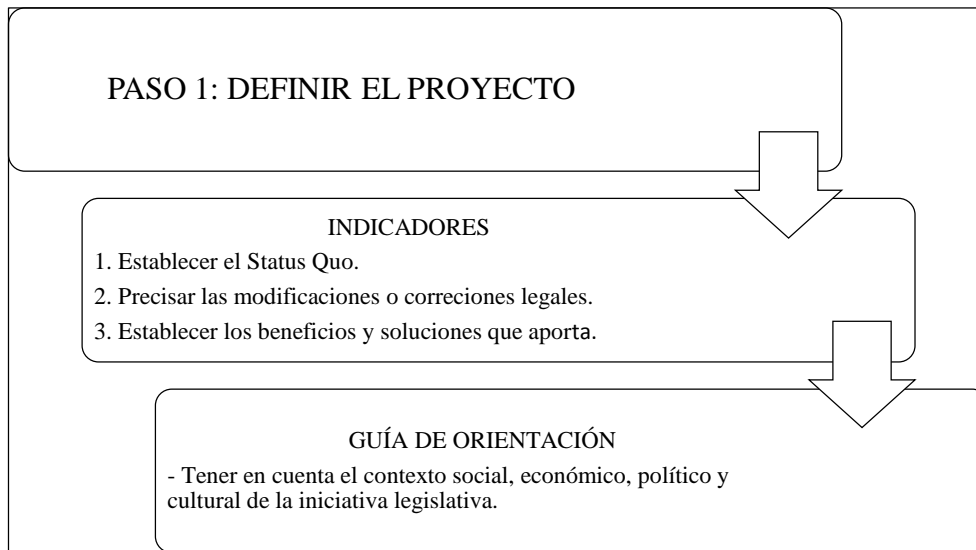 PASO 1: DEFINIR EL PROYECTO
INDICADORES
1. Establecer el Status Quo.
2. Precisar las modificaciones o correciones legales.
3. Establecer los beneficios y soluciones que aporta.
GUÍA DE ORIENTACIÓN
- Tener en cuenta el contexto social, económico, político y
cultural de la iniciativa legislativa.